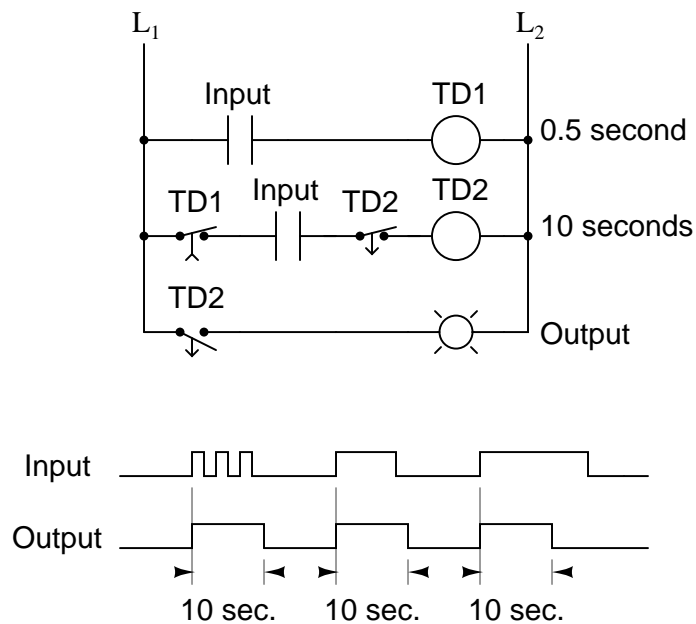 L1 L2
Input TD1
0.5 second
TD1 Input TD2 TD2
10 seconds
TD2
Output
Input
Output
10 sec. 10 sec. 10 sec.